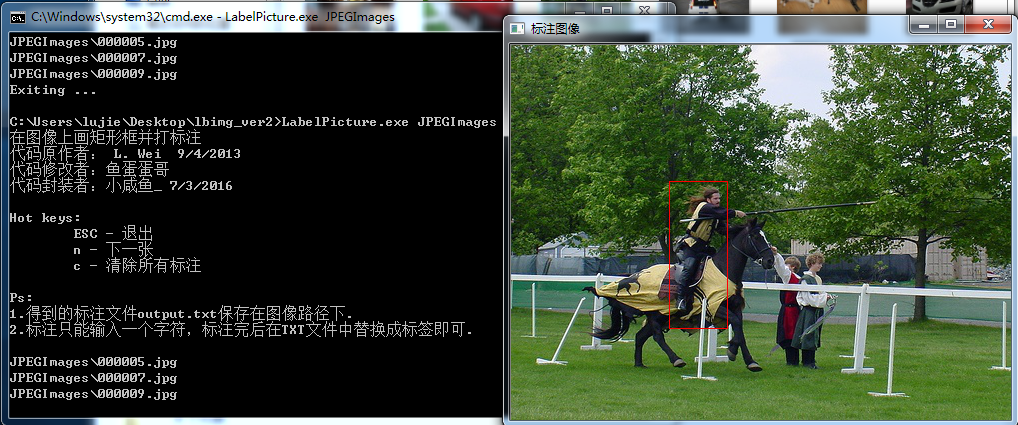 C:\Windows\system32\cmd.exe - LabelPicture.exe JPEGImages
JPEGImages\000005.jpg
JPEGImages\000007.jpg
JPEGImages\000009.jpg
Exiting ...
C:\Users\lujie\Desktop\lbimg_ver2>LabelPicture.exe JPEGImages
在图像上画矩形框并打标注
代码原作者： L. Wei 9/4/2013
代码修改者：鱼蛋蛋哥
代码封装者：小咸鱼_ 7/3/2016
Hot keys:
ESC - 退出
n - 下一张
c - 清除所有标注
Ps:
1.得到的标注文件output.txt保存在图像路径下.
2.标注只能输入一个字符，标注完后在TXT文件中替换成标签即可.
JPEGImages\000005.jpg
JPEGImages\000007.jpg
JPEGImages\000009.jpg
标注图像